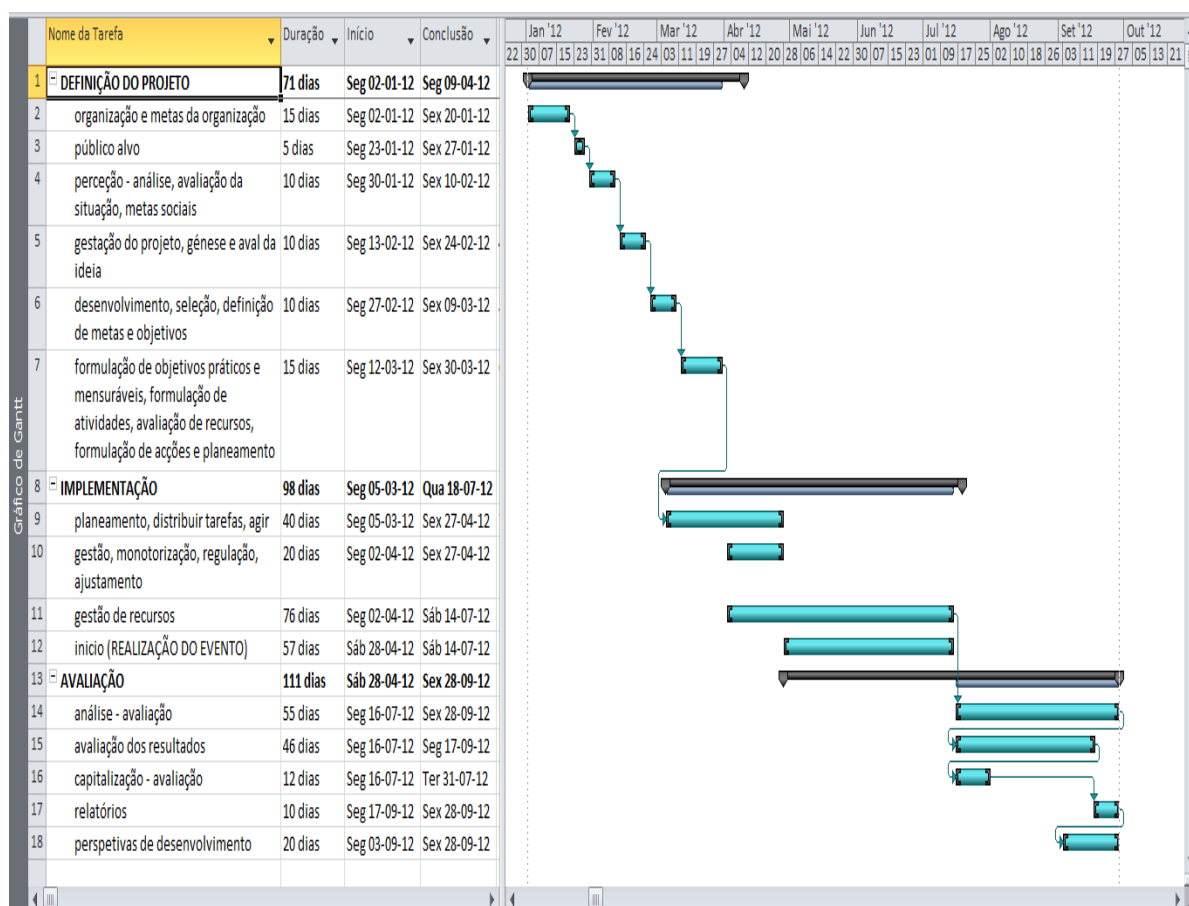 Nome da Tarefa Duração Início Conclusão
Jan '12 Fev '12 Mar '12 Abr '12 Mai '12 Jun '12 Jul '12 Ago '12 Set '12 Out '12
22 30 07 15 23 31 08 16 24 03 11 19 27 04 12 20 28 06 14 22 30 07 15 23 01 09 17 25 02 10 18 26 03 11 19 27 05 13 21
1 DEFINIÇÃO DO PROJETO 71 dias Seg 02-01-12 Seg 09-04-12
2 organização e metas da organização 15 dias Seg 02-01-12 Sex 20-01-12
3 público alvo 5 dias Seg 23-01-12 Sex 27-01-12
4 perceção - análise, avaliação da 10 dias Seg 30-01-12 Sex 10-02-12
situação, metas sociais
5 gestação do projeto, génese e aval da 10 dias Seg 13-02-12 Sex 24-02-12
ideia
6 desenvolvimento, seleção, definição 10 dias Seg 27-02-12 Sex 09-03-12
de metas e objetivos
7 formulação de objetivos práticos e 15 dias Seg 12-03-12 Sex 30-03-12
mensuráveis, formulação de
atividades, avaliação de recursos,
formulação de acções e planeamento
8 IMPLEMENTAÇÃO 98 dias Seg 05-03-12 Qua 18-07-12
9 planeamento, distribuir tarefas, agir 40 dias Seg 05-03-12 Sex 27-04-12
10 gestão, monotorização, regulação, 20 dias Seg 02-04-12 Sex 27-04-12
ajustamento
11 gestão de recursos 76 dias Seg 02-04-12 Sáb 14-07-12
12 inicio (REALIZAÇÃO DO EVENTO) 57 dias Sáb 28-04-12 Sáb 14-07-12
13 AVALIAÇÃO 111 dias Sáb 28-04-12 Sex 28-09-12
14 análise - avaliação 55 dias Seg 16-07-12 Sex 28-09-12
15 avaliação dos resultados 46 dias Seg 16-07-12 Seg 17-09-12
16 capitalização - avaliação 12 dias Seg 16-07-12 Ter 31-07-12
17 relatórios 10 dias Seg 17-09-12 Sex 28-09-12
18 perspetivas de desenvolvimento 20 dias Seg 03-09-12 Sex 28-09-12
Gráfico de Gantt